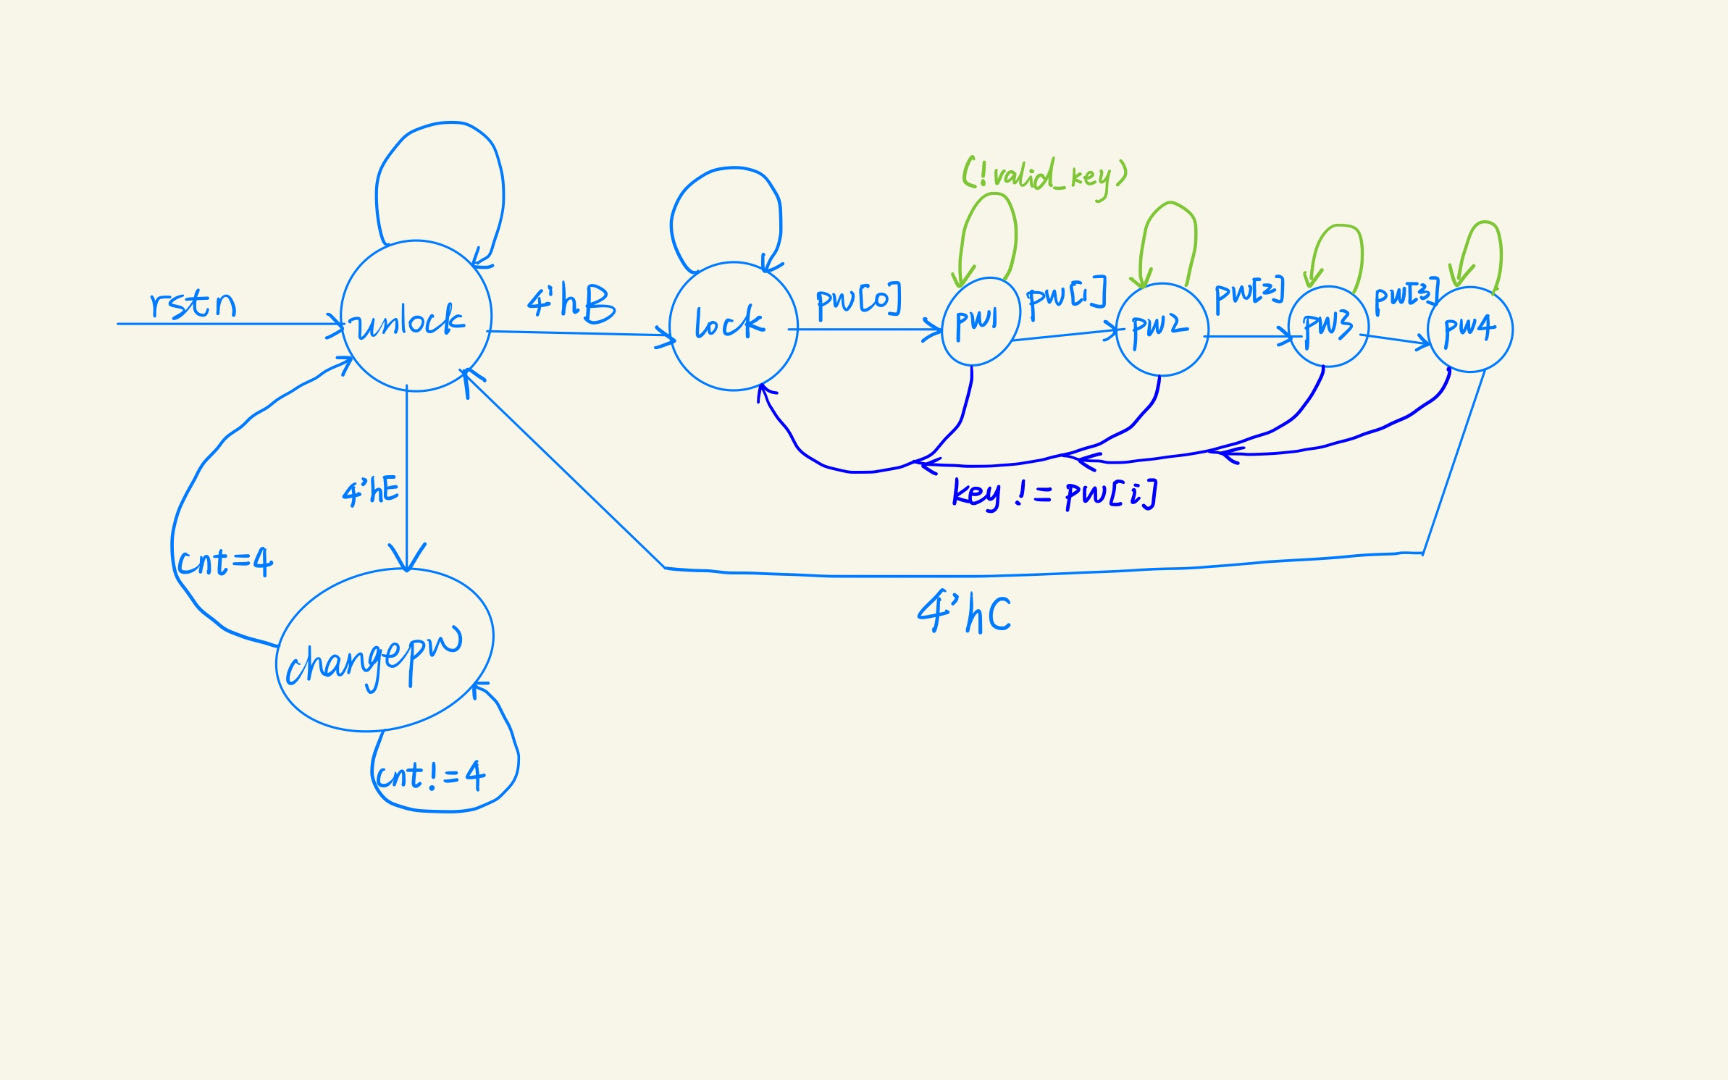 (!valid_key)
rstn
unlock
4'hB
lock
pw[0]
pw1
pw[1]
pw2
pw[2]
pw3
pw[3]
pw4
4'hE
key != pw[i]
cnt=4
4'hC
changepw
cnt!=4